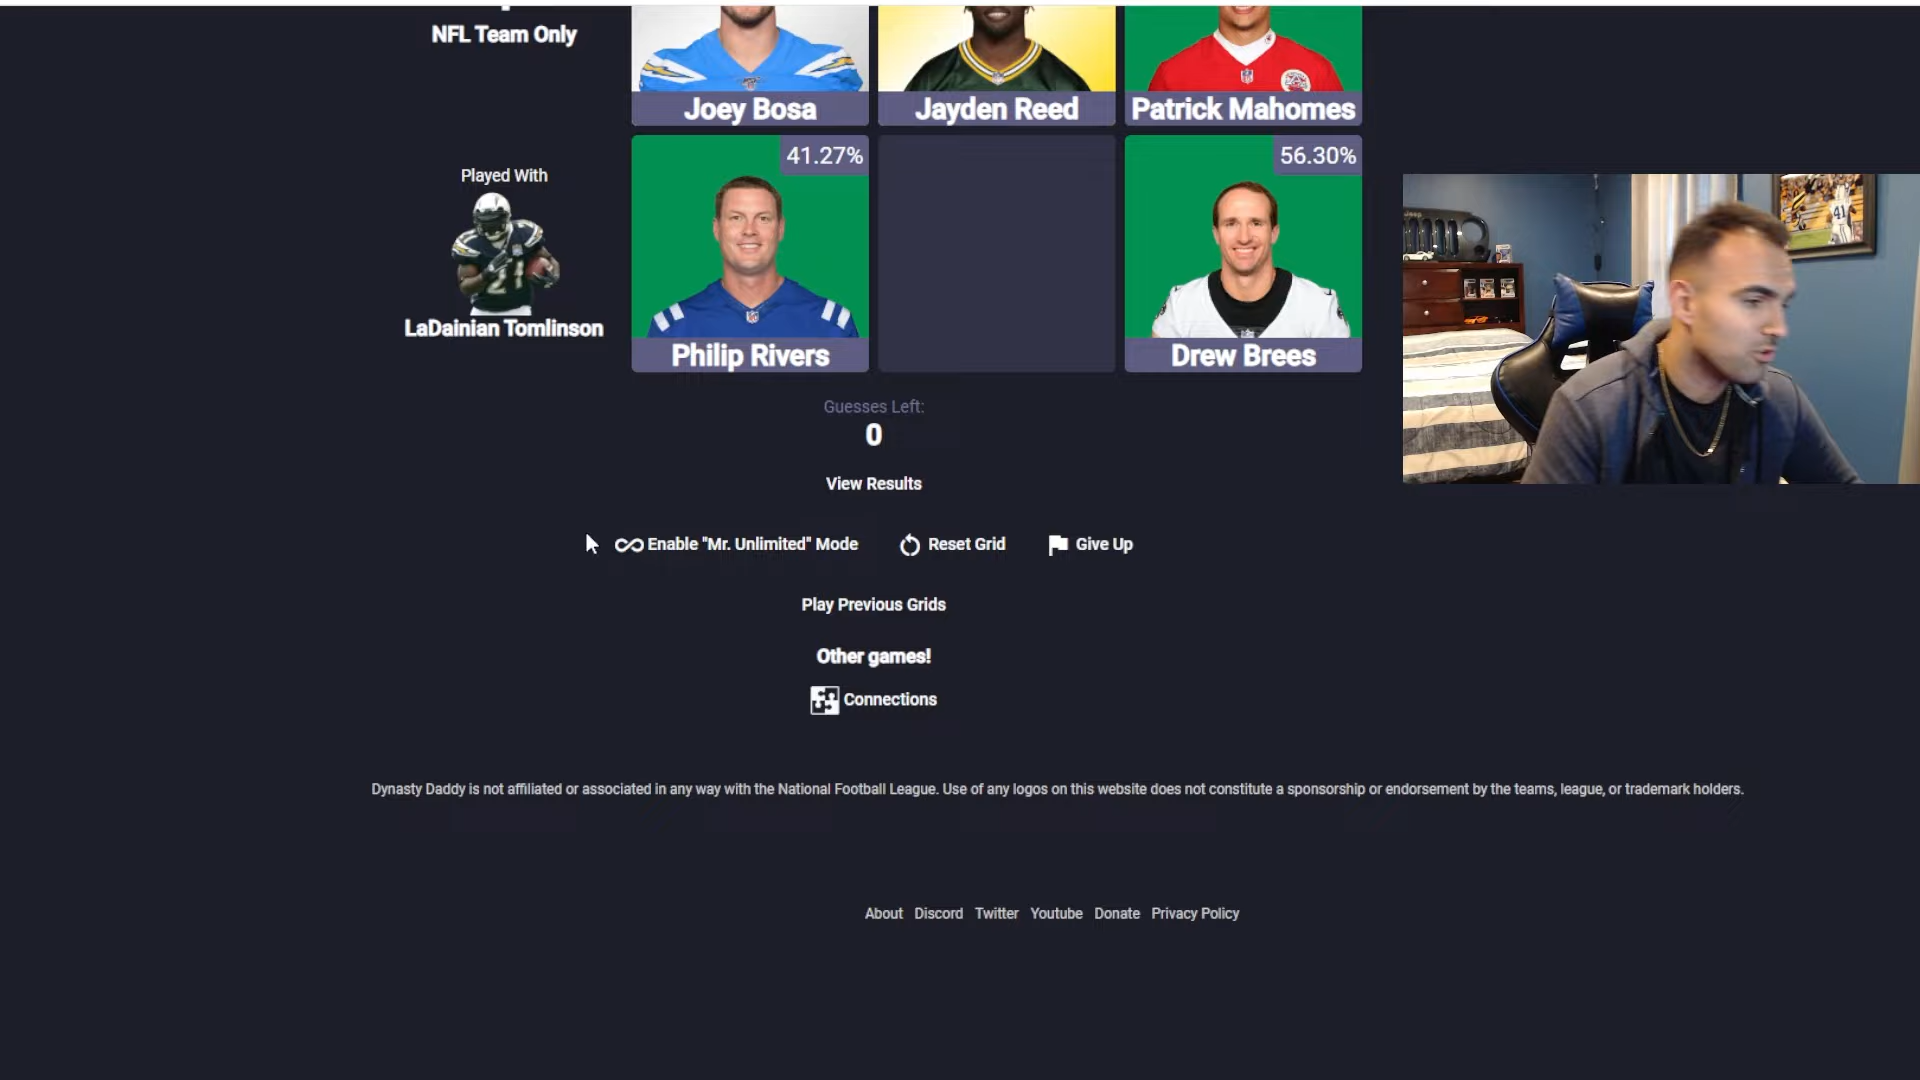 NFL Team Only
Joey Bosa
Jayden Reed
Patrick Mahomes
Played With
LaDainian Tomlinson
41.27%
Philip Rivers
56.30%
Drew Brees
Guesses Left:
0
View Results
Enable "Mr. Unlimited" Mode
Reset Grid
Give Up
Play Previous Grids
Other games!
Connections
Dynasty Daddy is not affiliated or associated in any way with the National Football League. Use of any logos on this website does not constitute a sponsorship or endorsement by the teams, league, or trademark holders.
About Discord Twitter Youtube Donate Privacy Policy
21
41